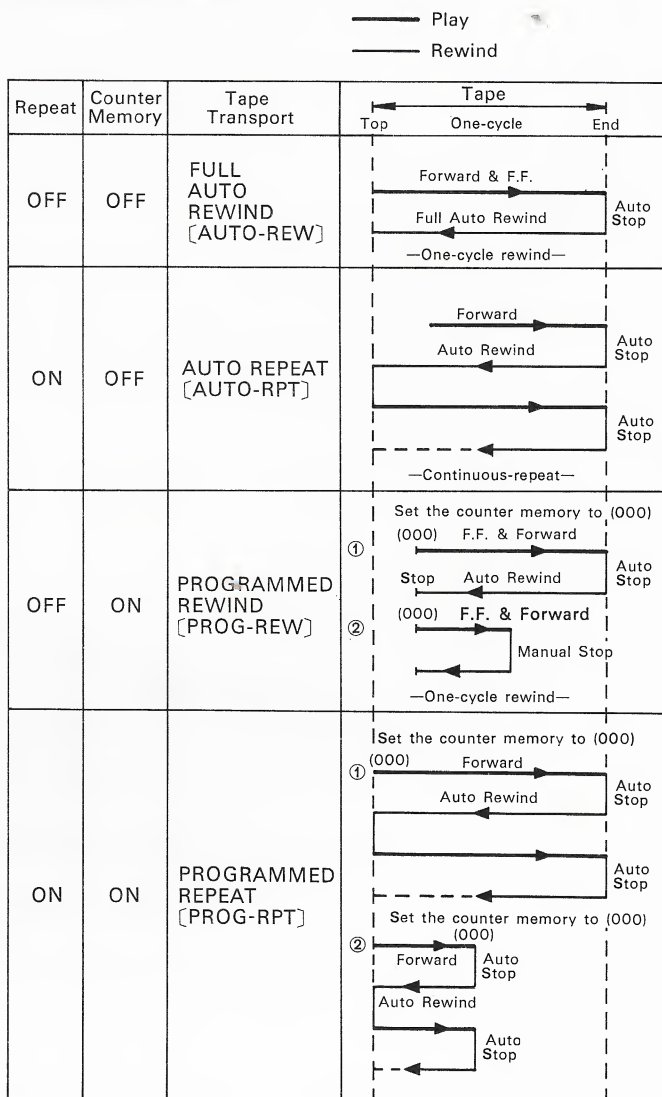 Play
Rewind
Repeat
Counter Memory
Tape Transport
Tape
Top One-cycle End
OFF
OFF
FULL
AUTO
REWIND
[AUTO-REW]
Forward & F.F.
Full Auto Rewind
Auto
Stop
—One-cycle rewind—
ON
OFF
AUTO REPEAT
[AUTO-RPT]
Forward
Auto Rewind
Auto
Stop
Auto
Stop
—Continuous-repeat—
OFF
ON
PROGRAMMED
REWIND
[PROG-REW]
Set the counter memory to (000)
① (000) F.F. & Forward
Auto
Stop
Stop Auto Rewind
② (000) F.F. & Forward
Manual Stop
—One-cycle rewind—
ON
ON
PROGRAMMED
REPEAT
[PROG-RPT]
Set the counter memory to (000)
① (000) Forward
Auto Rewind
Auto
Stop
Auto
Stop
Set the counter memory to (000)
(000)
②
Forward
Auto
Stop
Auto Rewind
Auto
Stop